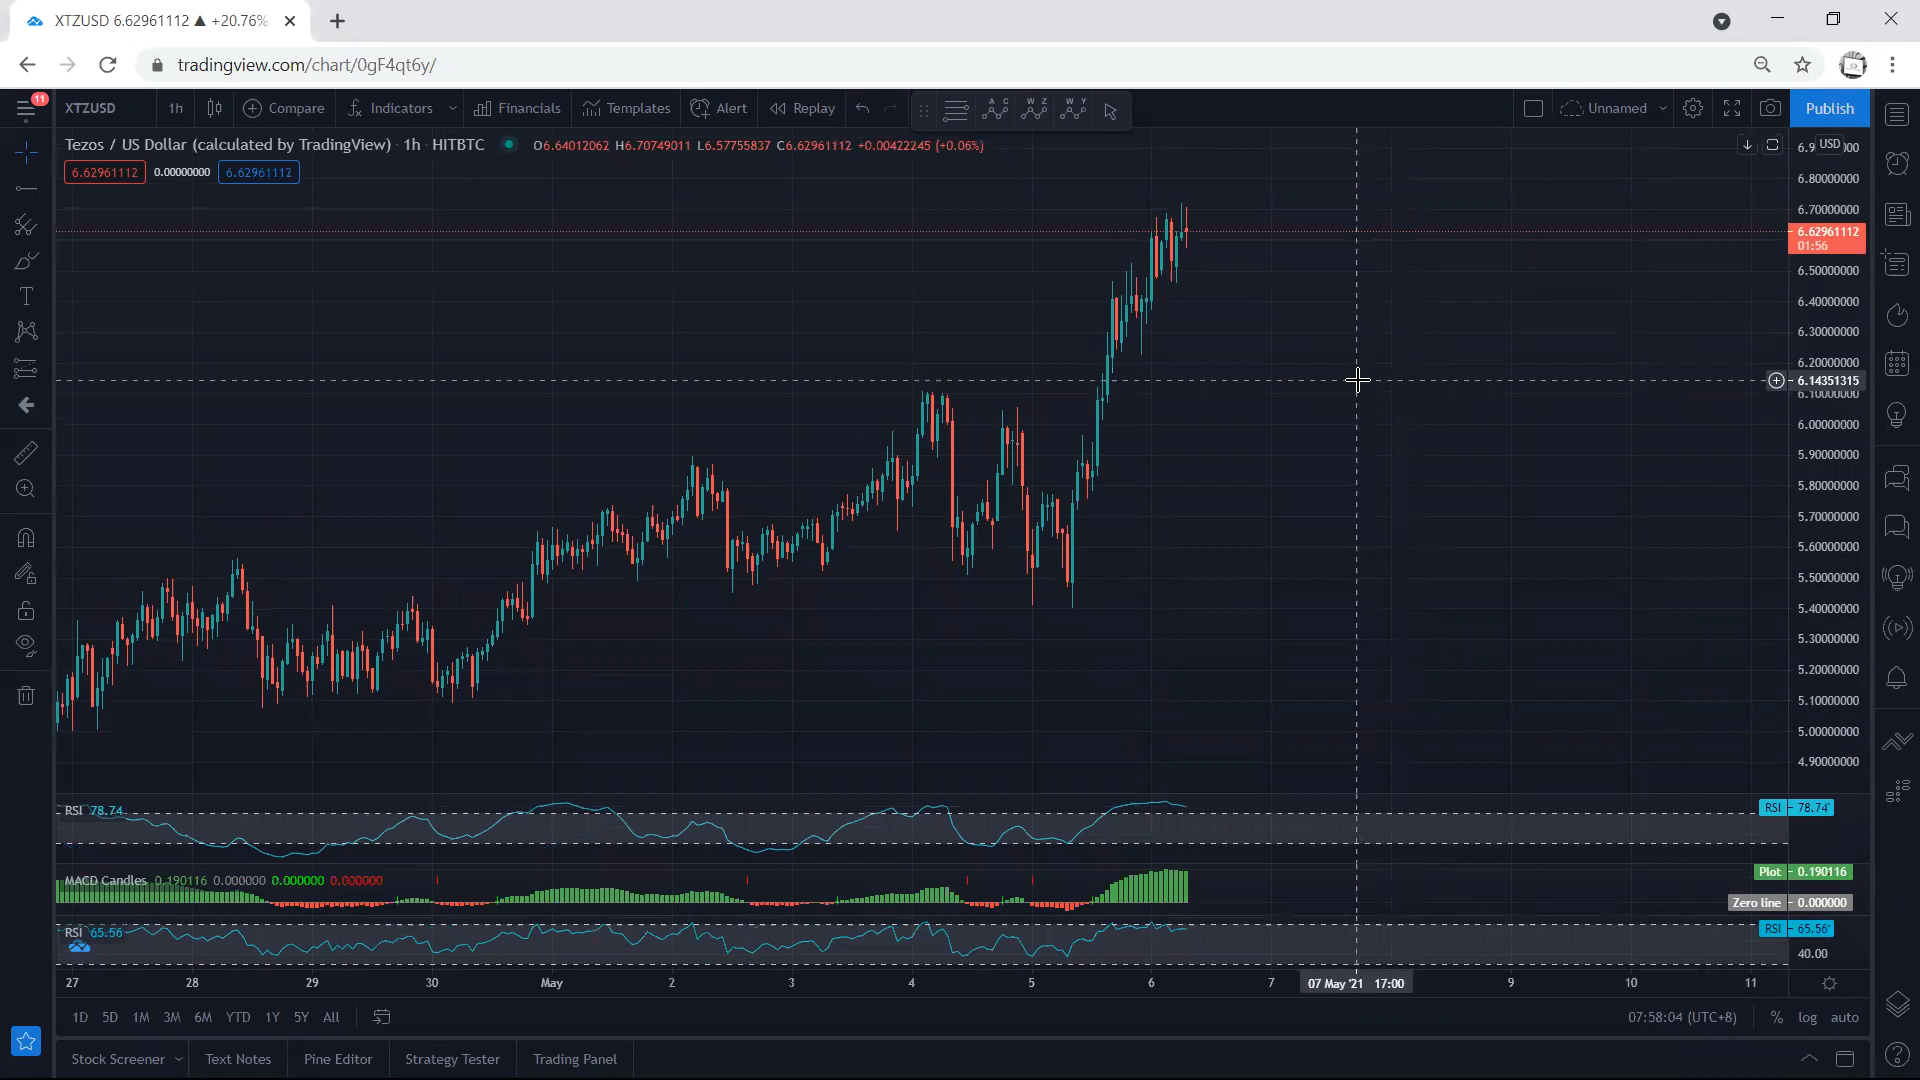 XTZUSD 6.62961112 ▲ +20.76%
tradingview.com/chart/0gF4qt6y/
11
XTZUSD 1h Compare Indicators Financials Templates Alert Replay Unnamed Publish
A C W Z W Y
Tezos / US Dollar (calculated by TradingView) · 1h · HITBTC O6.64012062 H6.70749011 L6.57755837 C6.62961112 +0.00422245 (+0.06%)
6.62961112 0.00000000 6.62961112
USD
6.80000000
6.70000000
6.62961112
01:56
6.50000000
6.40000000
6.30000000
6.20000000
6.14351315
6.10000000
6.00000000
5.90000000
5.80000000
5.70000000
5.60000000
5.50000000
5.40000000
5.30000000
5.20000000
5.10000000
5.00000000
4.90000000
RSI 78.74
RSI 78.74
MACD Candles 0.190116 0.000000 0.000000 0.000000
Plot 0.190116
Zero line 0.000000
RSI 65.56
RSI 65.56
40.00
27 28 29 30 May 2 3 4 5 6 7 07 May '21 17:00 9 10 11
1D 5D 1M 3M 6M YTD 1Y 5Y All 07:58:04 (UTC+8) % log auto
Stock Screener Text Notes Pine Editor Strategy Tester Trading Panel